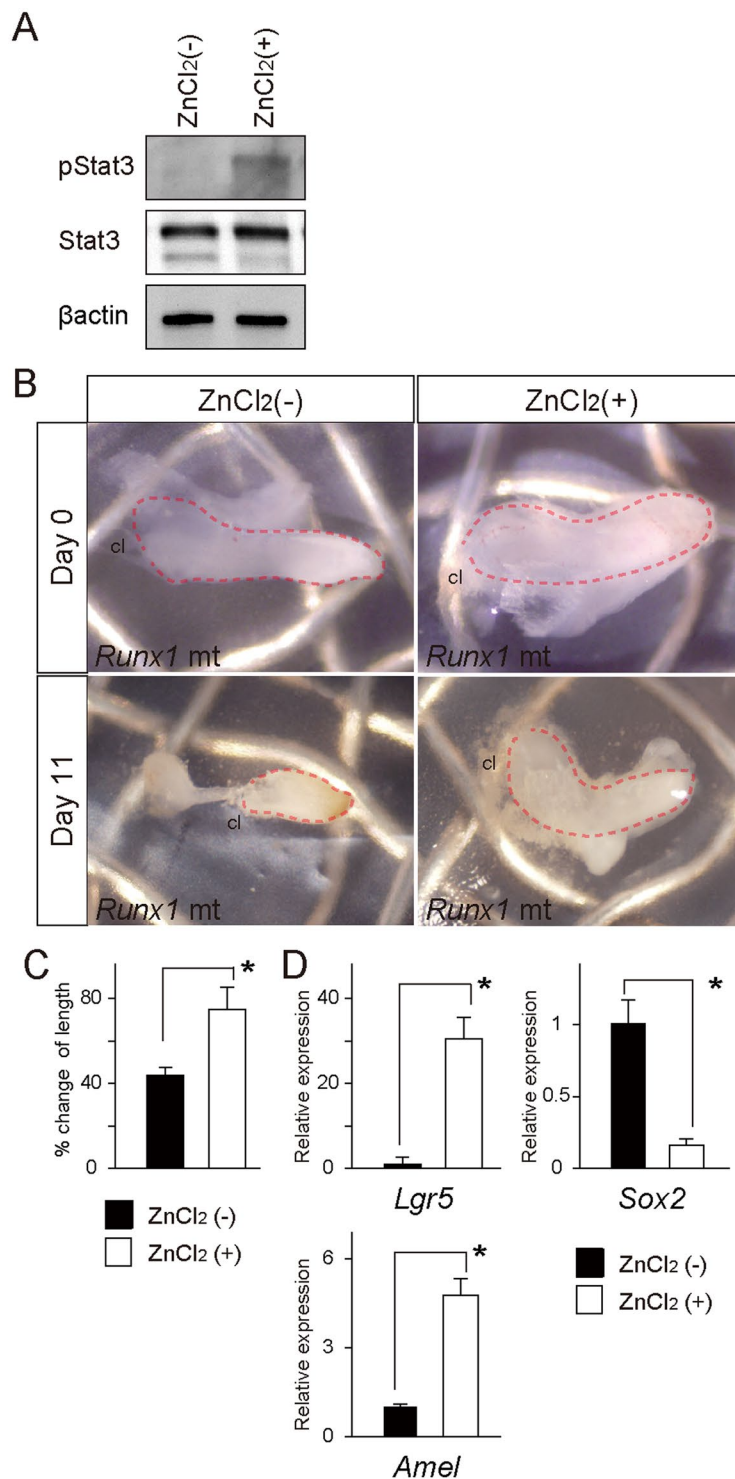 A
ZnCl2(-)
ZnCl2(+)
pStat3
Stat3
βactin
B
ZnCl2(-)
ZnCl2(+)
Day 0
cl
Runx1 mt
cl
Runx1 mt
Day 11
cl
Runx1 mt
cl
Runx1 mt
C
% change of length
80
40
0
*
ZnCl2 (-)
ZnCl2 (+)
D
Relative expression
40
20
0
*
Lgr5
Relative expression
1
0.5
0
*
Sox2
Relative expression
6
3
0
*
Amel
ZnCl2 (-)
ZnCl2 (+)